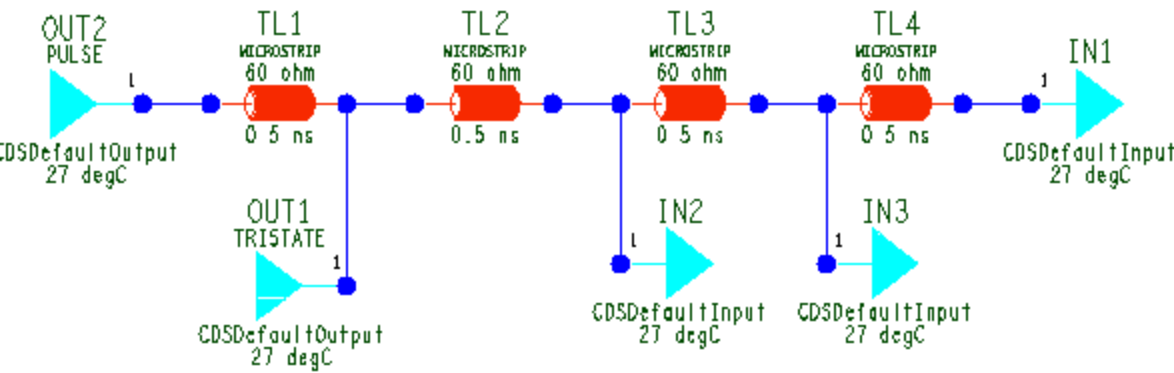 OUT2
PULSE
1
CDSDefaultOutput
27 degC
TL1
MICROSTRIP
60 ohm
0 5 ns
TL2
MICROSTRIP
60 ohm
0.5 ns
TL3
MICROSTRIP
60 ohm
0 5 ns
TL4
MICROSTRIP
60 ohm
0 5 ns
IN1
1
CDSDefaultInput
27 degC
OUT1
TRISTATE
1
CDSDefaultOutput
27 degC
IN2
1
CDSDefaultInput
27 degC
IN3
1
CDSDefaultInput
27 degC